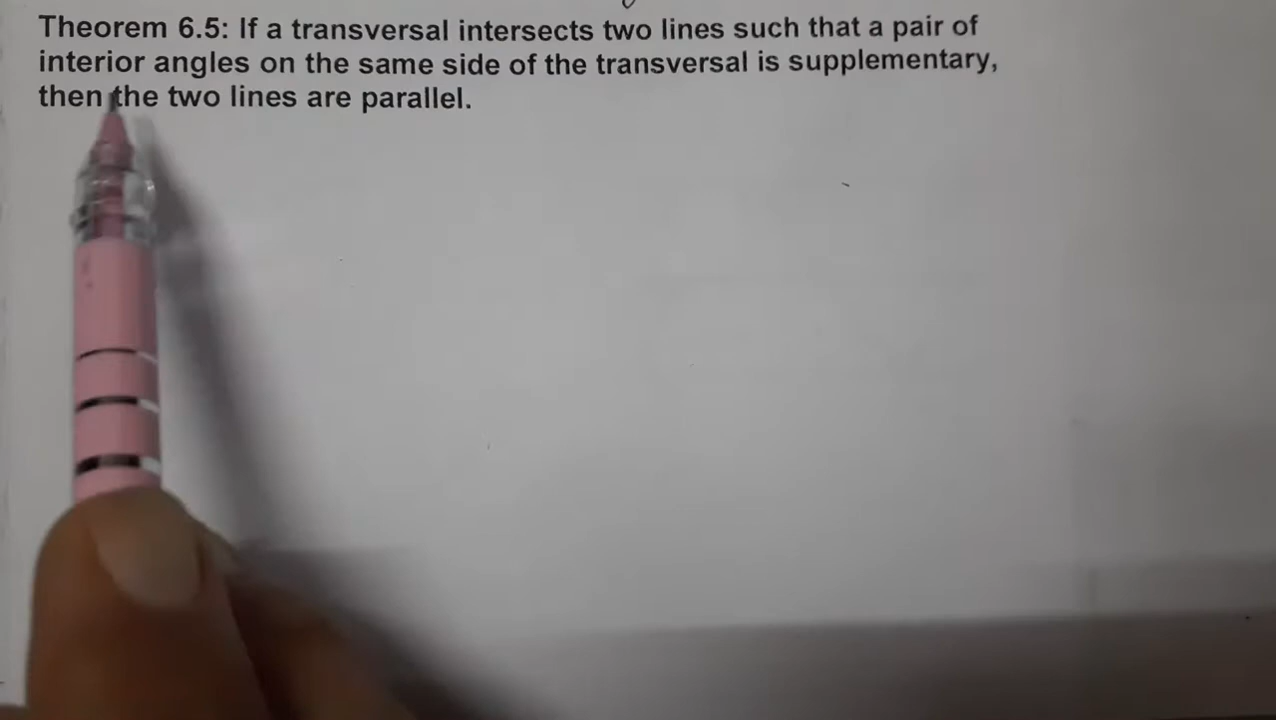 Theorem 6.5: If a transversal intersects two lines such that a pair of
interior angles on the same side of the transversal is supplementary,
then the two lines are parallel.